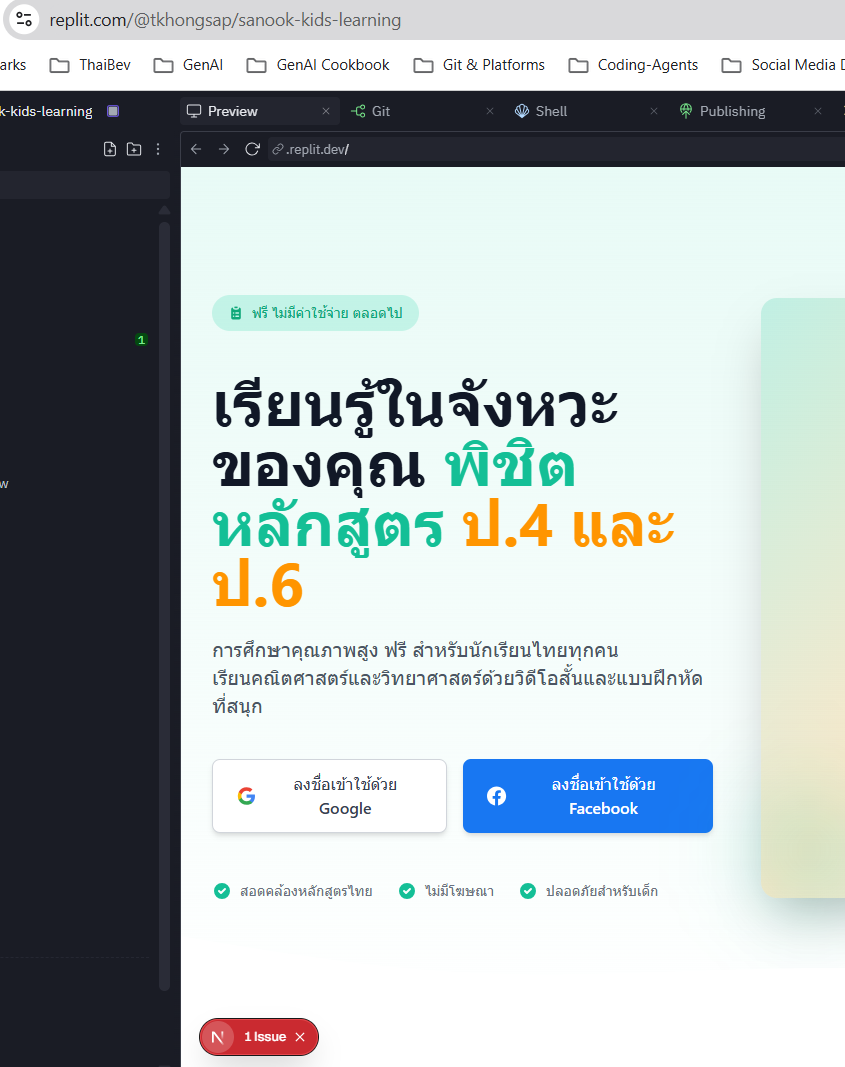 replit.com/@tkhongsap/sanook-kids-learning
arks ThaiBev GenAI GenAI Cookbook Git & Platforms Coding-Agents Social Media D
k-kids-learning Preview Git Shell Publishing
.replit.dev/
ฟรี ไม่มีค่าใช้จ่าย ตลอดไป
1
เรียนรู้ในจังหวะ
ของคุณ พิชิต
w
หลักสูตร ป.4 และ
ป.6
การศึกษาคุณภาพสูง ฟรี สำหรับนักเรียนไทยทุกคน
เรียนคณิตศาสตร์และวิทยาศาสตร์ด้วยวิดีโอสั้นและแบบฝึกหัด
ที่สนุก
ลงชื่อเข้าใช้ด้วย
Google
ลงชื่อเข้าใช้ด้วย
Facebook
สอดคล้องหลักสูตรไทย ไม่มีโฆษณา ปลอดภัยสำหรับเด็ก
N 1 Issue